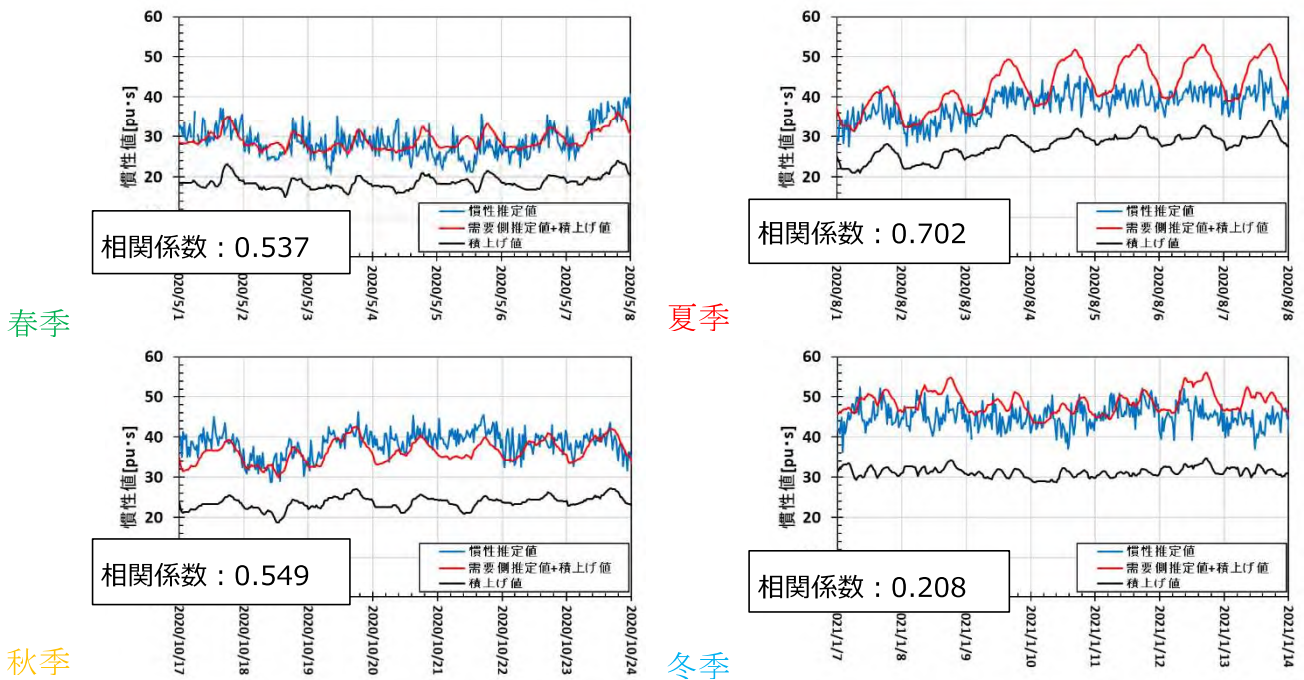 60
50
40
30
20
慣性値[pu・s]
慣性推定値
需要側推定値+積上げ値
積上げ値
相関係数：0.537
2020/5/1
2020/5/2
2020/5/3
2020/5/4
2020/5/5
2020/5/6
2020/5/7
2020/5/8
春季
60
50
40
30
20
慣性値[pu・s]
慣性推定値
需要側推定値+積上げ値
積上げ値
相関係数：0.702
2020/8/1
2020/8/2
2020/8/3
2020/8/4
2020/8/5
2020/8/6
2020/8/7
2020/8/8
夏季
60
50
40
30
20
慣性値[pu・s]
慣性推定値
需要側推定値+積上げ値
積上げ値
相関係数：0.549
2020/10/17
2020/10/18
2020/10/19
2020/10/20
2020/10/21
2020/10/22
2020/10/23
2020/10/24
秋季
60
50
40
30
20
慣性値[pu・s]
慣性推定値
需要側推定値+積上げ値
積上げ値
相関係数：0.208
2021/1/7
2021/1/8
2021/1/9
2021/1/10
2021/1/11
2021/1/12
2021/1/13
2021/1/14
冬季